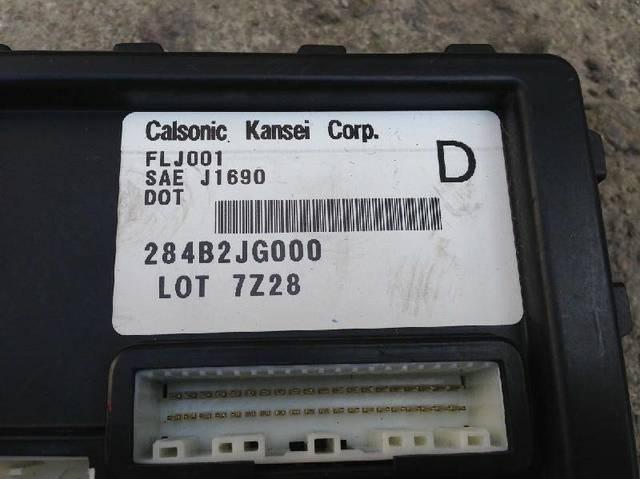 Calsonic Kansei Corp.
FLJ001
SAE J1690
DOT
D
284B2JG000
LOT 7Z28